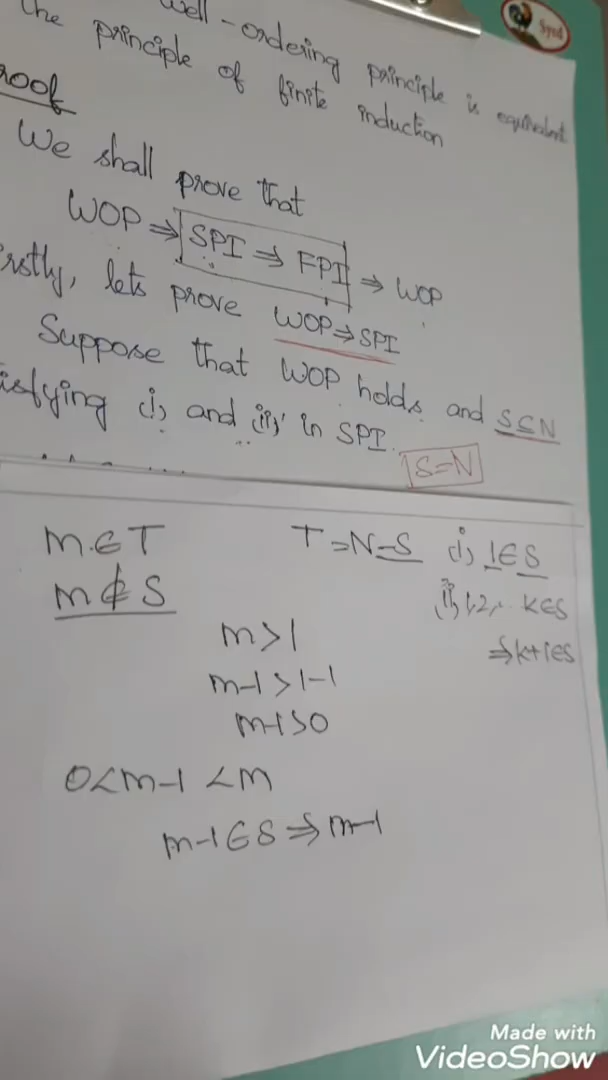 well-ordering principle is equivalent
the principle of finite induction
roof
We shall prove that
WOP ⇒ SPI ⇒ FPI ⇒ WOP
irstly, lets prove WOP⇒SPI
Suppose that WOP holds and S⊆N
isfying (i) and (ii)' in SPI.
S=N
m∈T
m∉S
T=N-S
(i) 1∈S
(ii)' 1,2,.. k∈S
⇒k+1∈S
m>1
m-1>1-1
m-1>0
0<m-1<m
m-1∈S⇒m-1
Syed
Made with
VideoShow